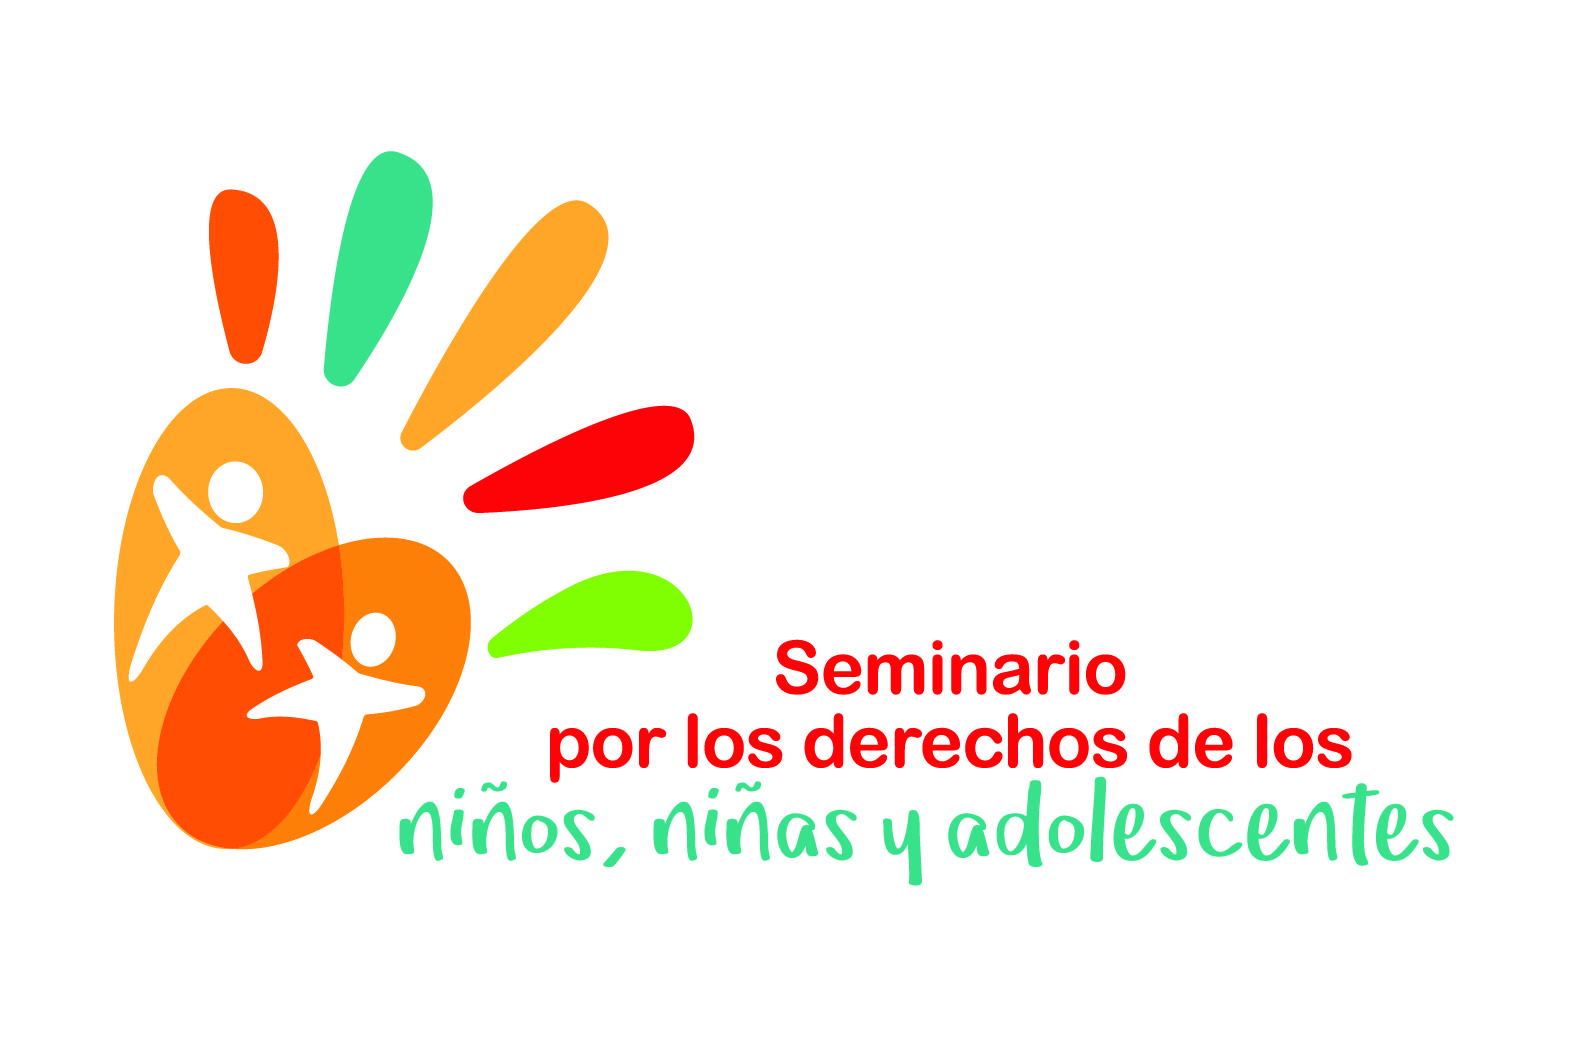 Seminario
por los derechos de los
niños, niñas y adolescentes